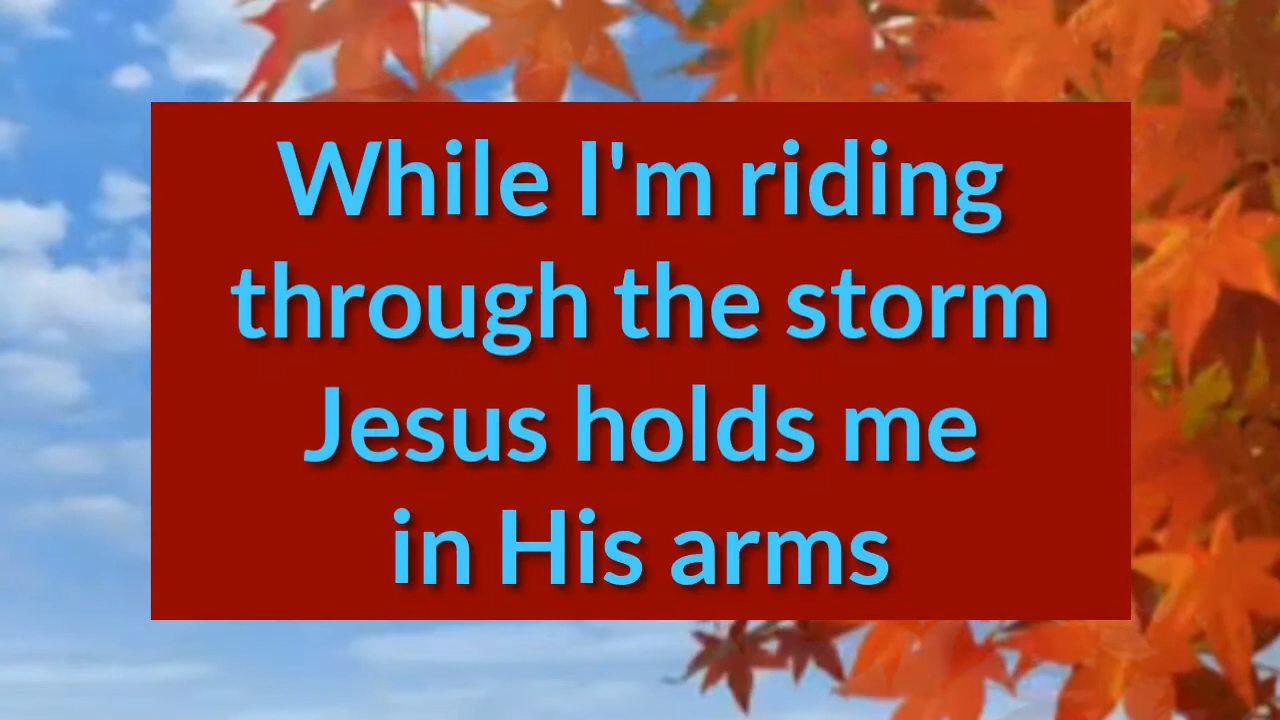 While I'm riding
through the storm
Jesus holds me
in His arms